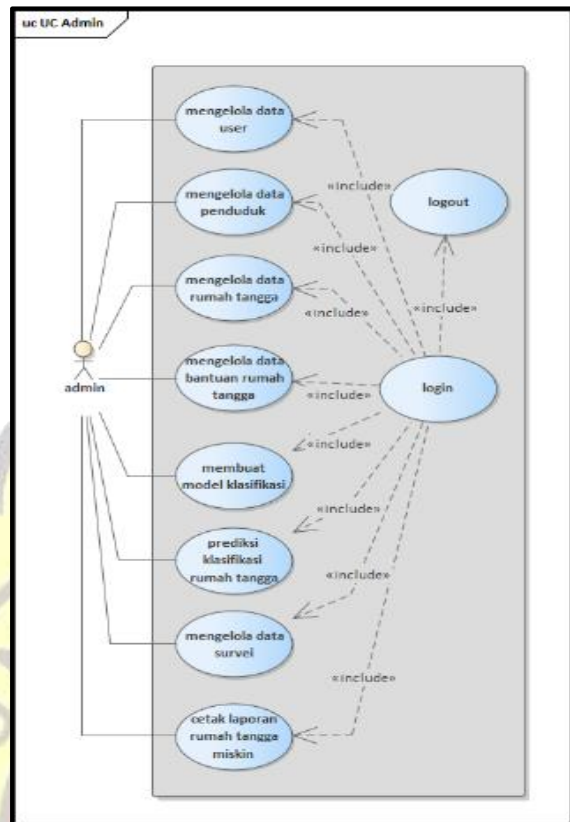 uc UC Admin
mengelola data
user
«include»
mengelola data
penduduk
logout
«include»
mengelola data
rumah tangga
«include»
«include»
admin
mengelola data
bantuan rumah
tangga
login
«include»
«include»
membuat
model klasifikasi
«include»
prediksi
klasifikasi
rumah tangga
«include»
mengelola data
survei
«include»
cetak laporan
rumah tangga
miskin